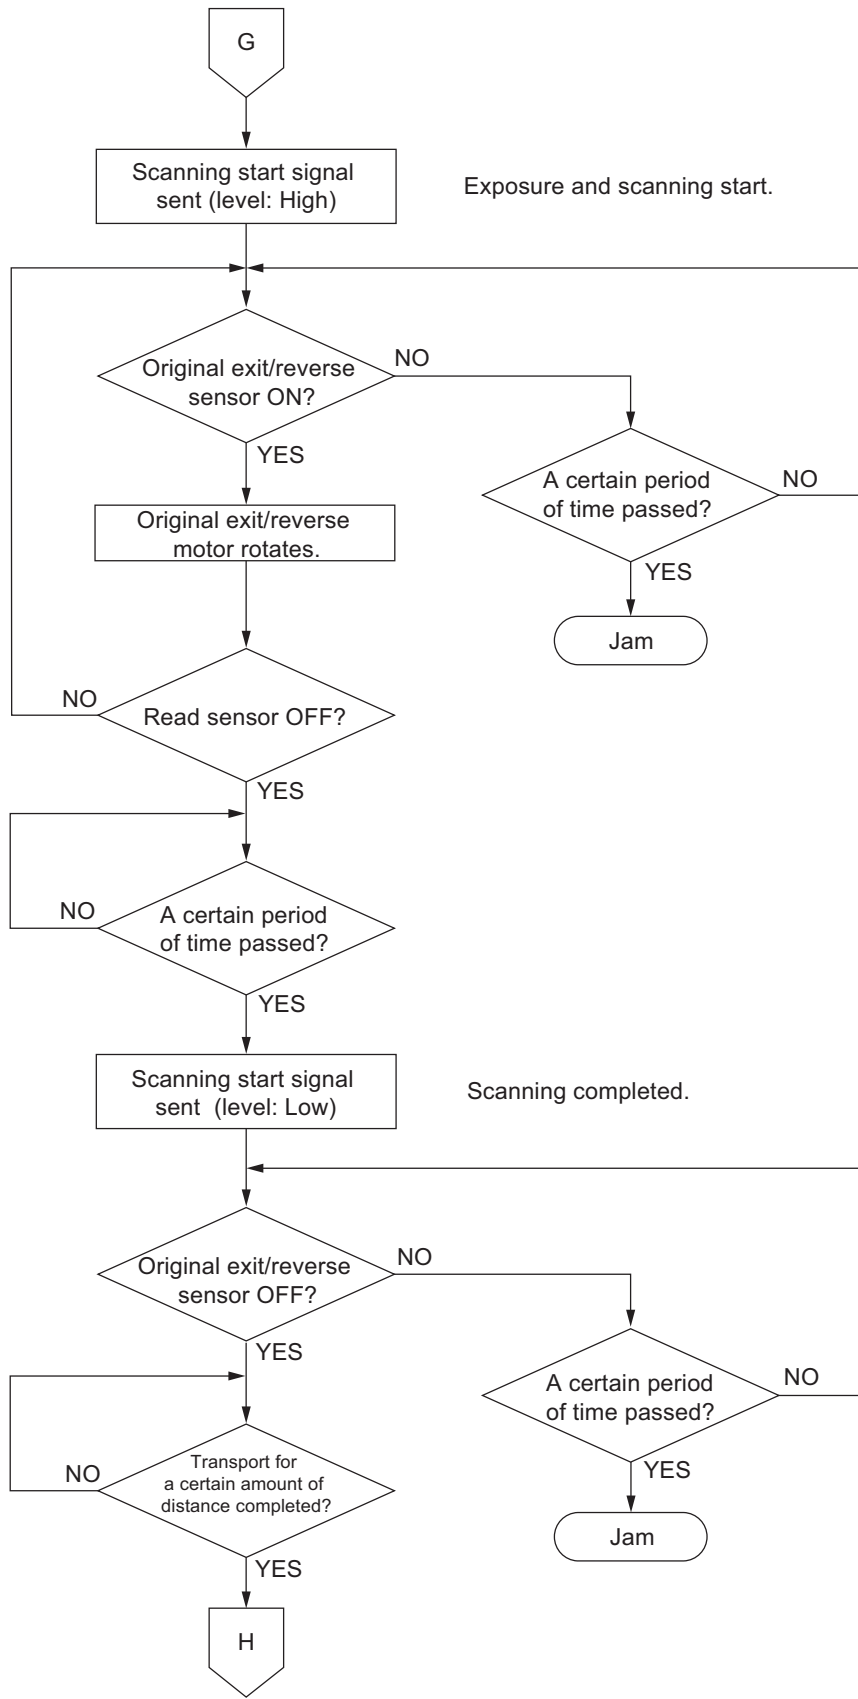 G
Scanning start signal
sent (level: High)
Exposure and scanning start.
Original exit/reverse
sensor ON?
NO
YES
A certain period
of time passed?
NO
YES
Jam
Original exit/reverse
motor rotates.
Read sensor OFF?
NO
YES
A certain period
of time passed?
NO
YES
Scanning start signal
sent (level: Low)
Scanning completed.
Original exit/reverse
sensor OFF?
NO
YES
A certain period
of time passed?
NO
YES
Jam
Transport for
a certain amount of
distance completed?
NO
YES
H